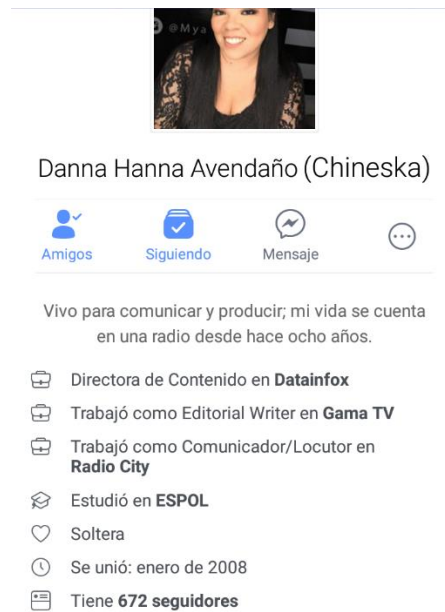 @Mya
Danna Hanna Avendaño (Chineska)
Amigos Siguiendo Mensaje
Vivo para comunicar y producir; mi vida se cuenta
en una radio desde hace ocho años.
Directora de Contenido en Datainfox
Trabajó como Editorial Writer en Gama TV
Trabajó como Comunicador/Locutor en
Radio City
Estudió en ESPOL
Soltera
Se unió: enero de 2008
Tiene 672 seguidores